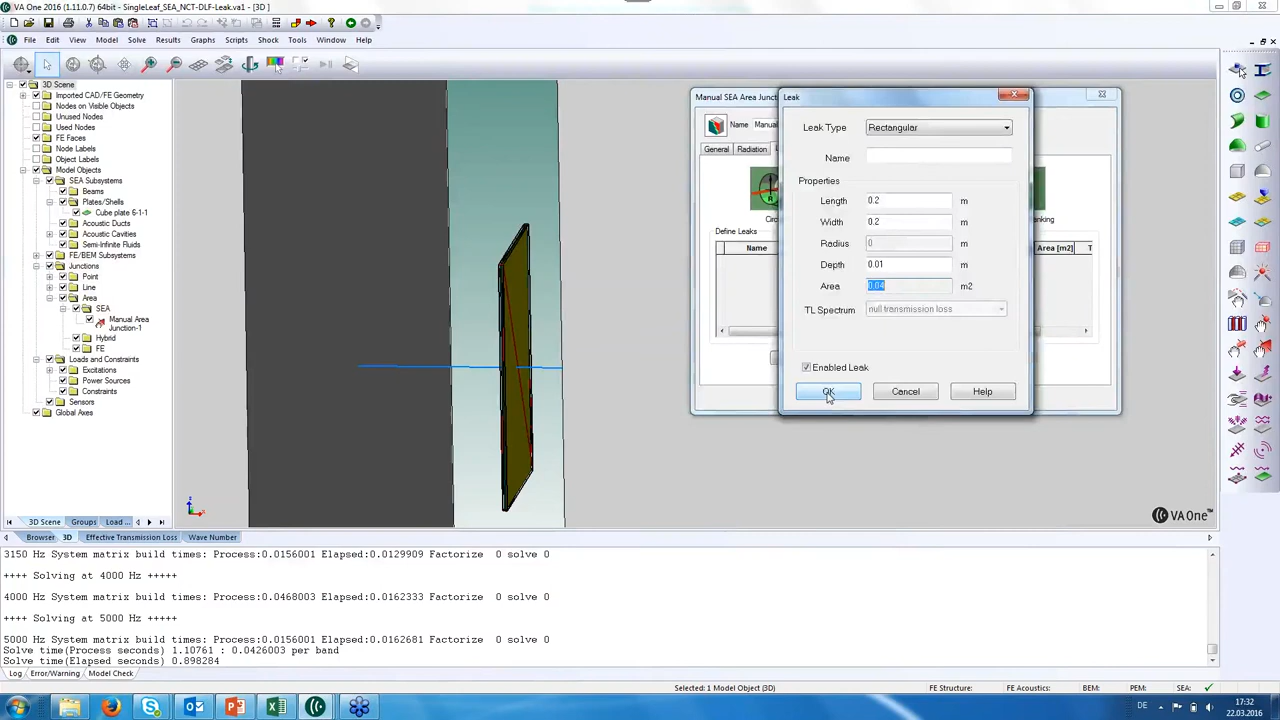 VA One 2016 (1.11.0.7) 64bit - SingleLeaf_SEA_NCT-DLF-Leak.va1 - [3D ]
File Edit View Model Solve Results Graphs Scripts Shock Tools Window Help
3D Scene
Imported CAD/FE Geometry
Nodes on Visible Objects
Unused Nodes
Used Nodes
FE Faces
Node Labels
Object Labels
Model Objects
SEA Subsystems
Beams
Plates/Shells
Cube plate 6-1-1
Acoustic Ducts
Acoustic Cavities
Semi-Infinite Fluids
FE/BEM Subsystems
Junctions
Point
Line
Area
SEA
Manual Area
Junction-1
Hybrid
FE
Loads and Constraints
Excitations
Power Sources
Constraints
Sensors
Global Axes
3D Scene Groups Load ...
Manual SEA Area Junc
Name Manual
General Radiation L
Circ
Define Leaks
Name
nking
Area [m2] T
Leak
Leak Type Rectangular
Name
Properties
Length 0.2 m
Width 0.2 m
Radius 0 m
Depth 0.01 m
Area 0.04 m2
TL Spectrum null transmission loss
Enabled Leak
OK Cancel Help
VA One™
Browser 3D Effective Transmission Loss Wave Number
3150 Hz System matrix build times: Process:0.0156001 Elapsed:0.0129909 Factorize 0 solve 0
++++ Solving at 4000 Hz +++++
4000 Hz System matrix build times: Process:0.0468003 Elapsed:0.0162333 Factorize 0 solve 0
++++ Solving at 5000 Hz +++++
5000 Hz System matrix build times: Process:0.0156001 Elapsed:0.0162681 Factorize 0 solve 0
Solve time(Process seconds) 1.10761 : 0.0426003 per band
Solve time(Elapsed seconds) 0.898284
Log Error/Warning Model Check
Selected: 1 Model Object (3D) FE Structure: FE Acoustics: BEM: PEM: SEA:
DE 17:32
22.03.2016